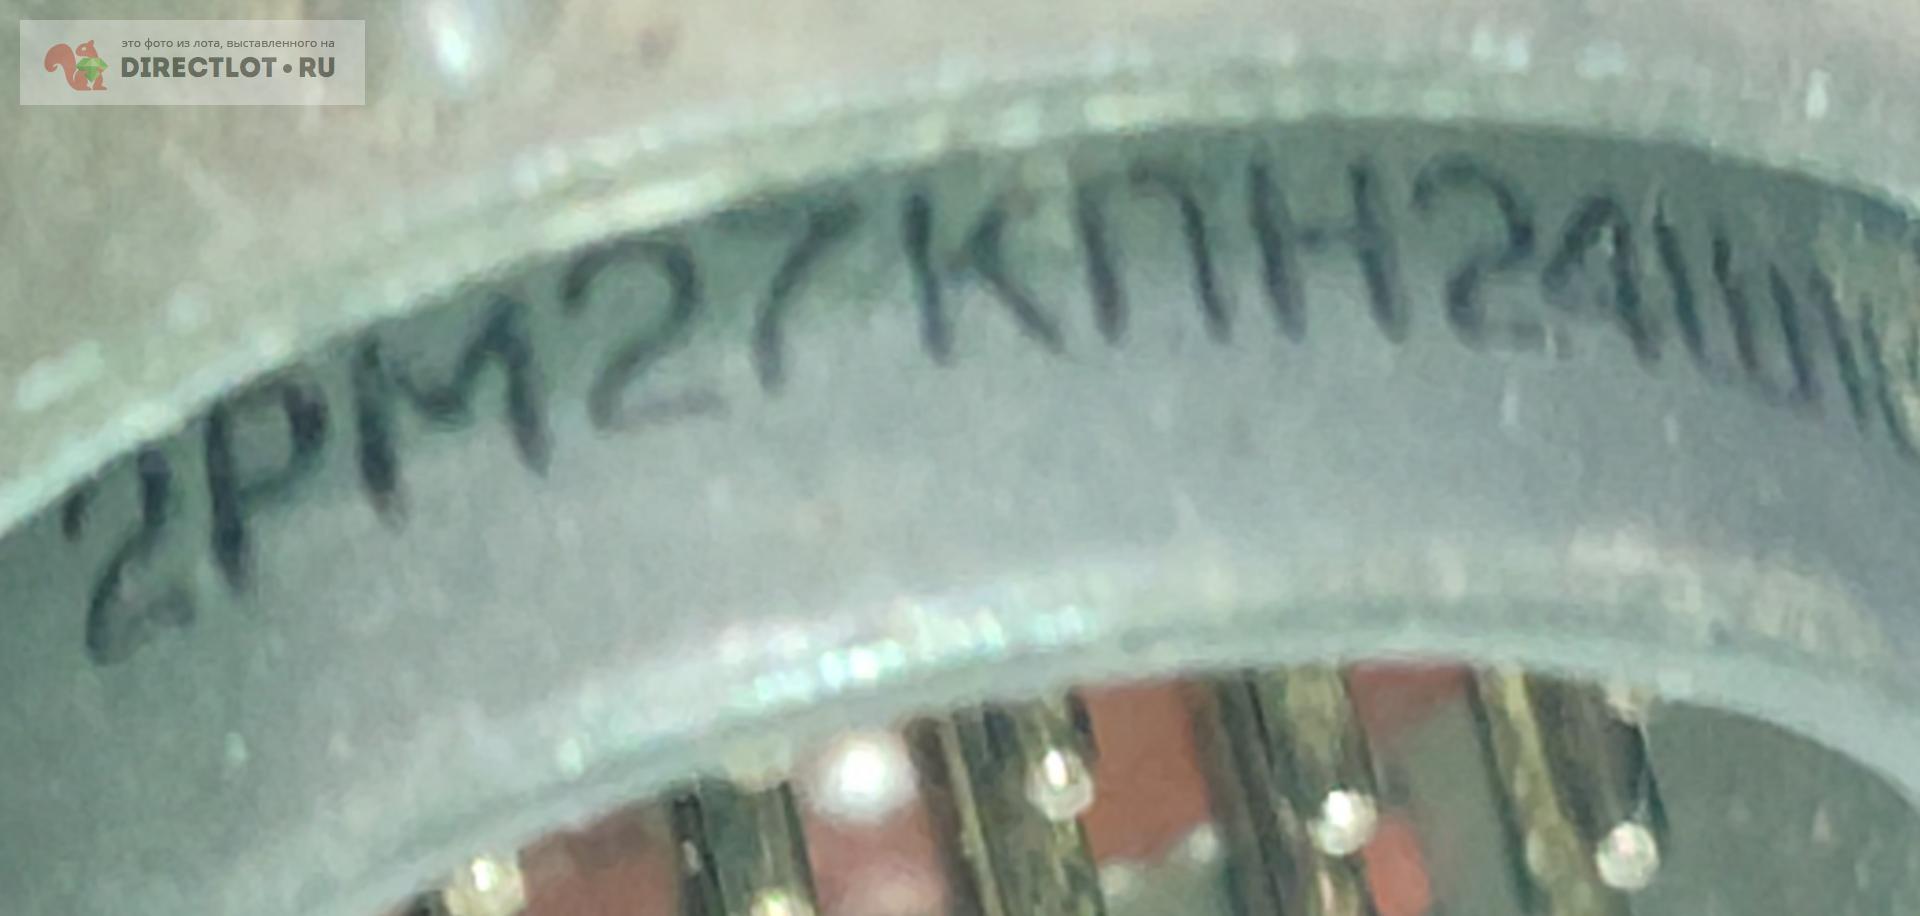 это фото из лота, выставленного на
DIRECTLOT•RU
2РМ27КПН24Ш